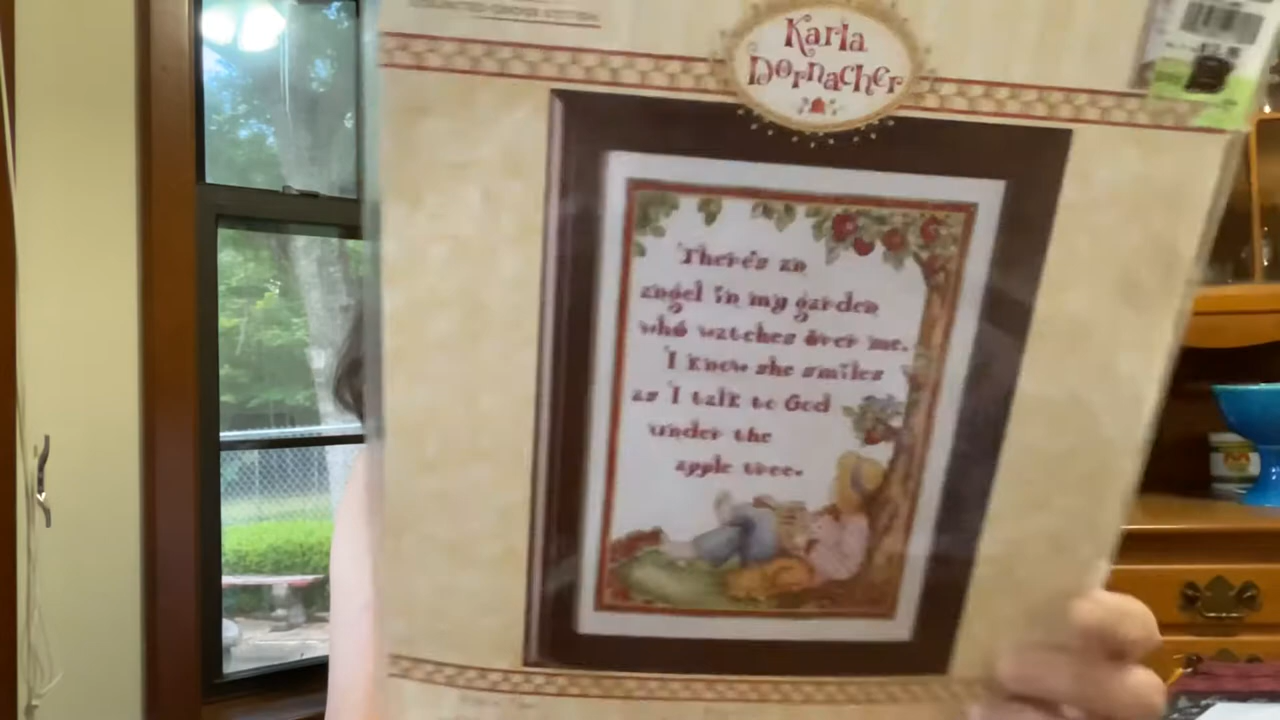 Karla
Dornacher
There's an
angel in my garden
who watches over me.
I know she smiles
as I talk to God
under the
apple tree.